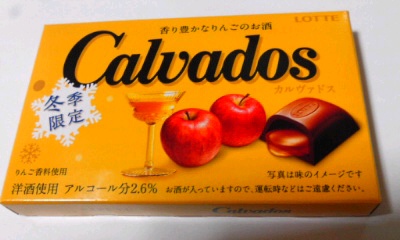 香り豊かなりんごのお酒
LOTTE
Calvados
カルヴァドス
冬季
限定
写真は味のイメージです
りんご香料使用
洋酒使用 アルコール分2.6% お酒が入っていますので、運転時などはご遠慮ください。
Calvados